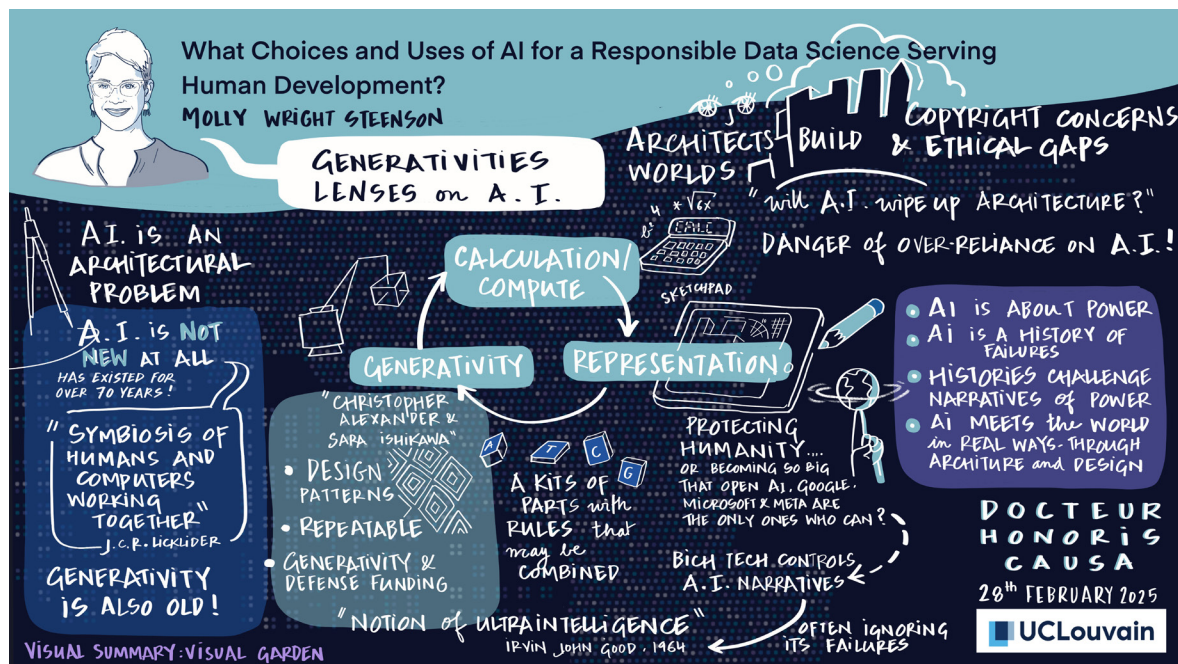 What Choices and Uses of AI for a Responsible Data Science Serving
Human Development?
MOLLY WRIGHT STEENSON
GENERATIVITIES
LENSES on A.I.
ARCHITECTS
BUILD
WORLDS
COPYRIGHT CONCERNS
& ETHICAL GAPS
"will A.I. WIPE UP ARCHITECTURE?"
DANGER of OVER-RELIANCE ON A.I.!
A.I. is AN
ARCHITECTURAL
PROBLEM
A.I. is NOT
NEW AT ALL
HAS EXISTED FOR
OVER 70 YEARS!
"SYMBIOSIS OF
HUMANS AND
COMPUTERS
WORKING
TOGETHER"
J.C.R. LICKLIDER
GENERATIVITY
IS ALSO OLD!
CALCULATION/
COMPUTE
CALC
SKETCHPAD
REPRESENTATION
GENERATIVITY
"CHRISTOPHER
ALEXANDER &
SARA ISHIKAWA"
• DESIGN
PATTERNS
• REPEATABLE
• GENERATIVITY &
DEFENSE FUNDING
A T C G
A KITS OF
PARTS with
RULES that
may be
COMBINED
PROTECTING
HUMANITY....
OR BECOMING SO BIG
THAT OPEN AI, GOOGLE,
MICROSOFT & META ARE
THE ONLY ONES WHO CAN?
BICH TECH CONTROLS
A.I. NARRATIVES
OFTEN IGNORING
ITS FAILURES
"NOTION of ULTRAINTELLIGENCE"
IRVIN JOHN GOOD, 1964
• AI IS ABOUT POWER
• Ai is A HISTORY OF
FAILURES
• HISTORIES CHALLENGE
NARRATIVES of POWER
• Ai MEETS the WORLD
in REAL WAYS-THROUGH
ARCHITURE and DESIGN
DOCTEUR
HONORIS
CAUSA
28th FEBRUARY 2025
UCLouvain
VISUAL SUMMARY: VISUAL GARDEN